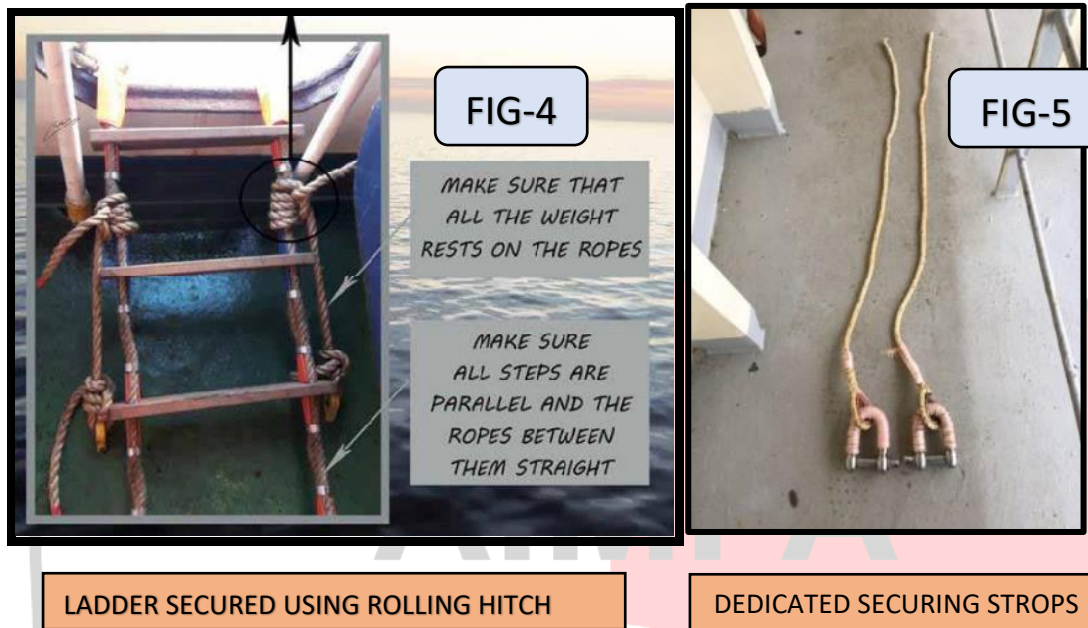 FIG-4
MAKE SURE THAT
ALL THE WEIGHT
RESTS ON THE ROPES
MAKE SURE
ALL STEPS ARE
PARALLEL AND THE
ROPES BETWEEN
THEM STRAIGHT
LADDER SECURED USING ROLLING HITCH
FIG-5
DEDICATED SECURING STROPS